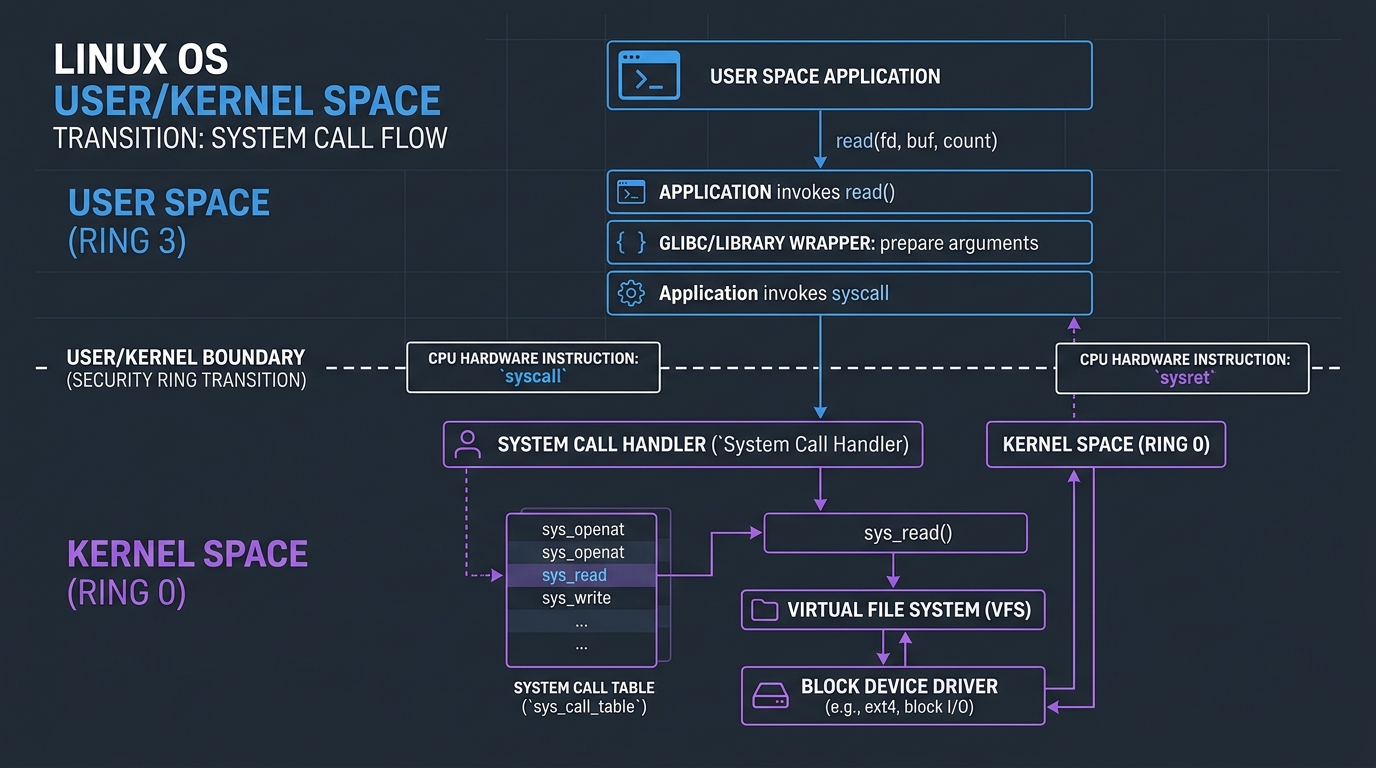 LINUX OS
USER/KERNEL SPACE
TRANSITION: SYSTEM CALL FLOW
USER SPACE APPLICATION
read(fd, buf, count)
USER SPACE
(RING 3)
APPLICATION invokes read()
{ } GLIBC/LIBRARY WRAPPER: prepare arguments
Application invokes syscall
USER/KERNEL BOUNDARY
(SECURITY RING TRANSITION)
CPU HARDWARE INSTRUCTION:
`syscall`
CPU HARDWARE INSTRUCTION:
`sysret`
SYSTEM CALL HANDLER (`System Call Handler)
KERNEL SPACE (RING 0)
KERNEL SPACE
(RING 0)
sys_openat
sys_openat
sys_read
sys_write
...
...
SYSTEM CALL TABLE
(`sys_call_table`)
sys_read()
VIRTUAL FILE SYSTEM (VFS)
BLOCK DEVICE DRIVER
(e.g., ext4, block I/O)